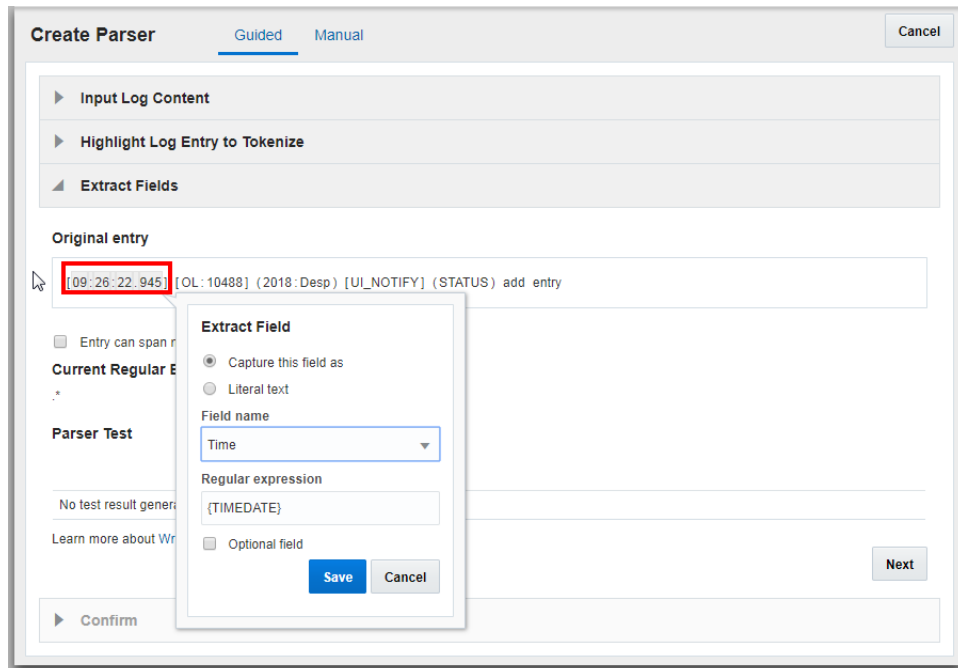 Create Parser
Guided
Manual
Cancel
Input Log Content
Highlight Log Entry to Tokenize
Extract Fields
Original entry
[09:26:22.945] [OL:10488] (2018:Desp) [UI_NOTIFY] (STATUS) add entry
Entry can span
Current Regular
.*
Parser Test
No test result
Learn more about
Extract Field
Capture this field as
Literal text
Field name
Time
Regular expression
{TIMEDATE}
Optional field
Save
Cancel
Next
Confirm